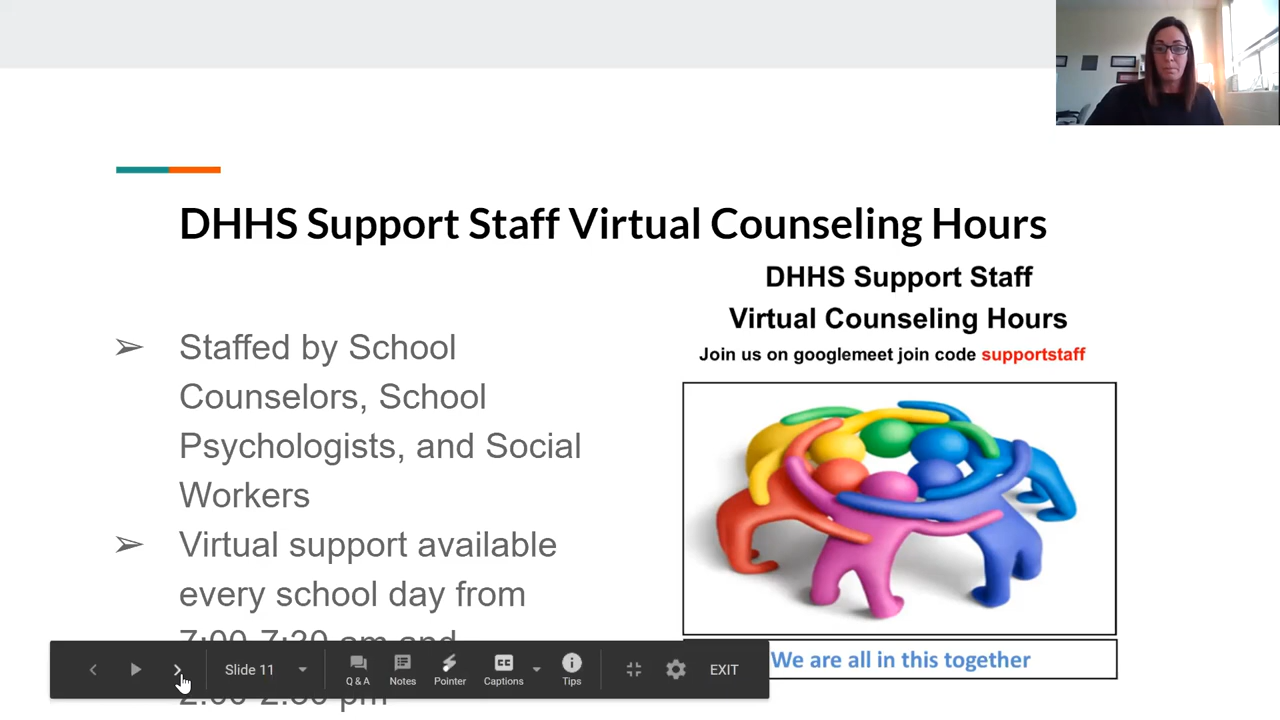 DHHS Support Staff Virtual Counseling Hours
DHHS Support Staff
Virtual Counseling Hours
Join us on googlemeet join code supportstaff
➢ Staffed by School
Counselors, School
Psychologists, and Social
Workers
➢ Virtual support available
every school day from
7:00-7:30 am and
2:00-2:30 pm
We are all in this together
Slide 11
Q & A
Notes
Pointer
CC
Captions
Tips
EXIT